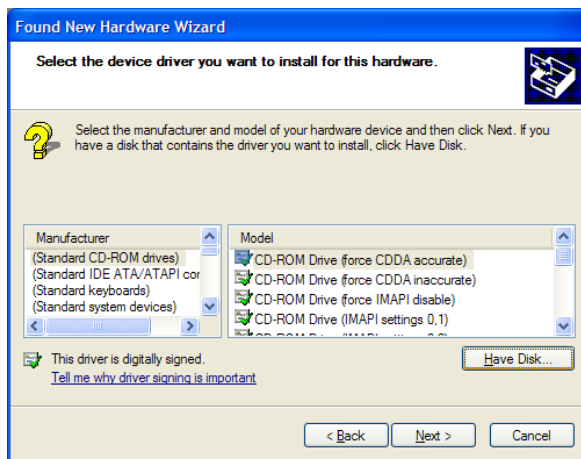 Found New Hardware Wizard
Select the device driver you want to install for this hardware.
Select the manufacturer and model of your hardware device and then click Next. If you
have a disk that contains the driver you want to install, click Have Disk.
Manufacturer
(Standard CD-ROM drives)
(Standard IDE ATA/ATAPI cor
(Standard keyboards)
(Standard system devices)
Model
CD-ROM Drive (force CDDA accurate)
CD-ROM Drive (force CDDA inaccurate)
CD-ROM Drive (force IMAPI disable)
CD-ROM Drive (IMAPI settings 0,1)
This driver is digitally signed.
Tell me why driver signing is important
Have Disk...
< Back
Next >
Cancel